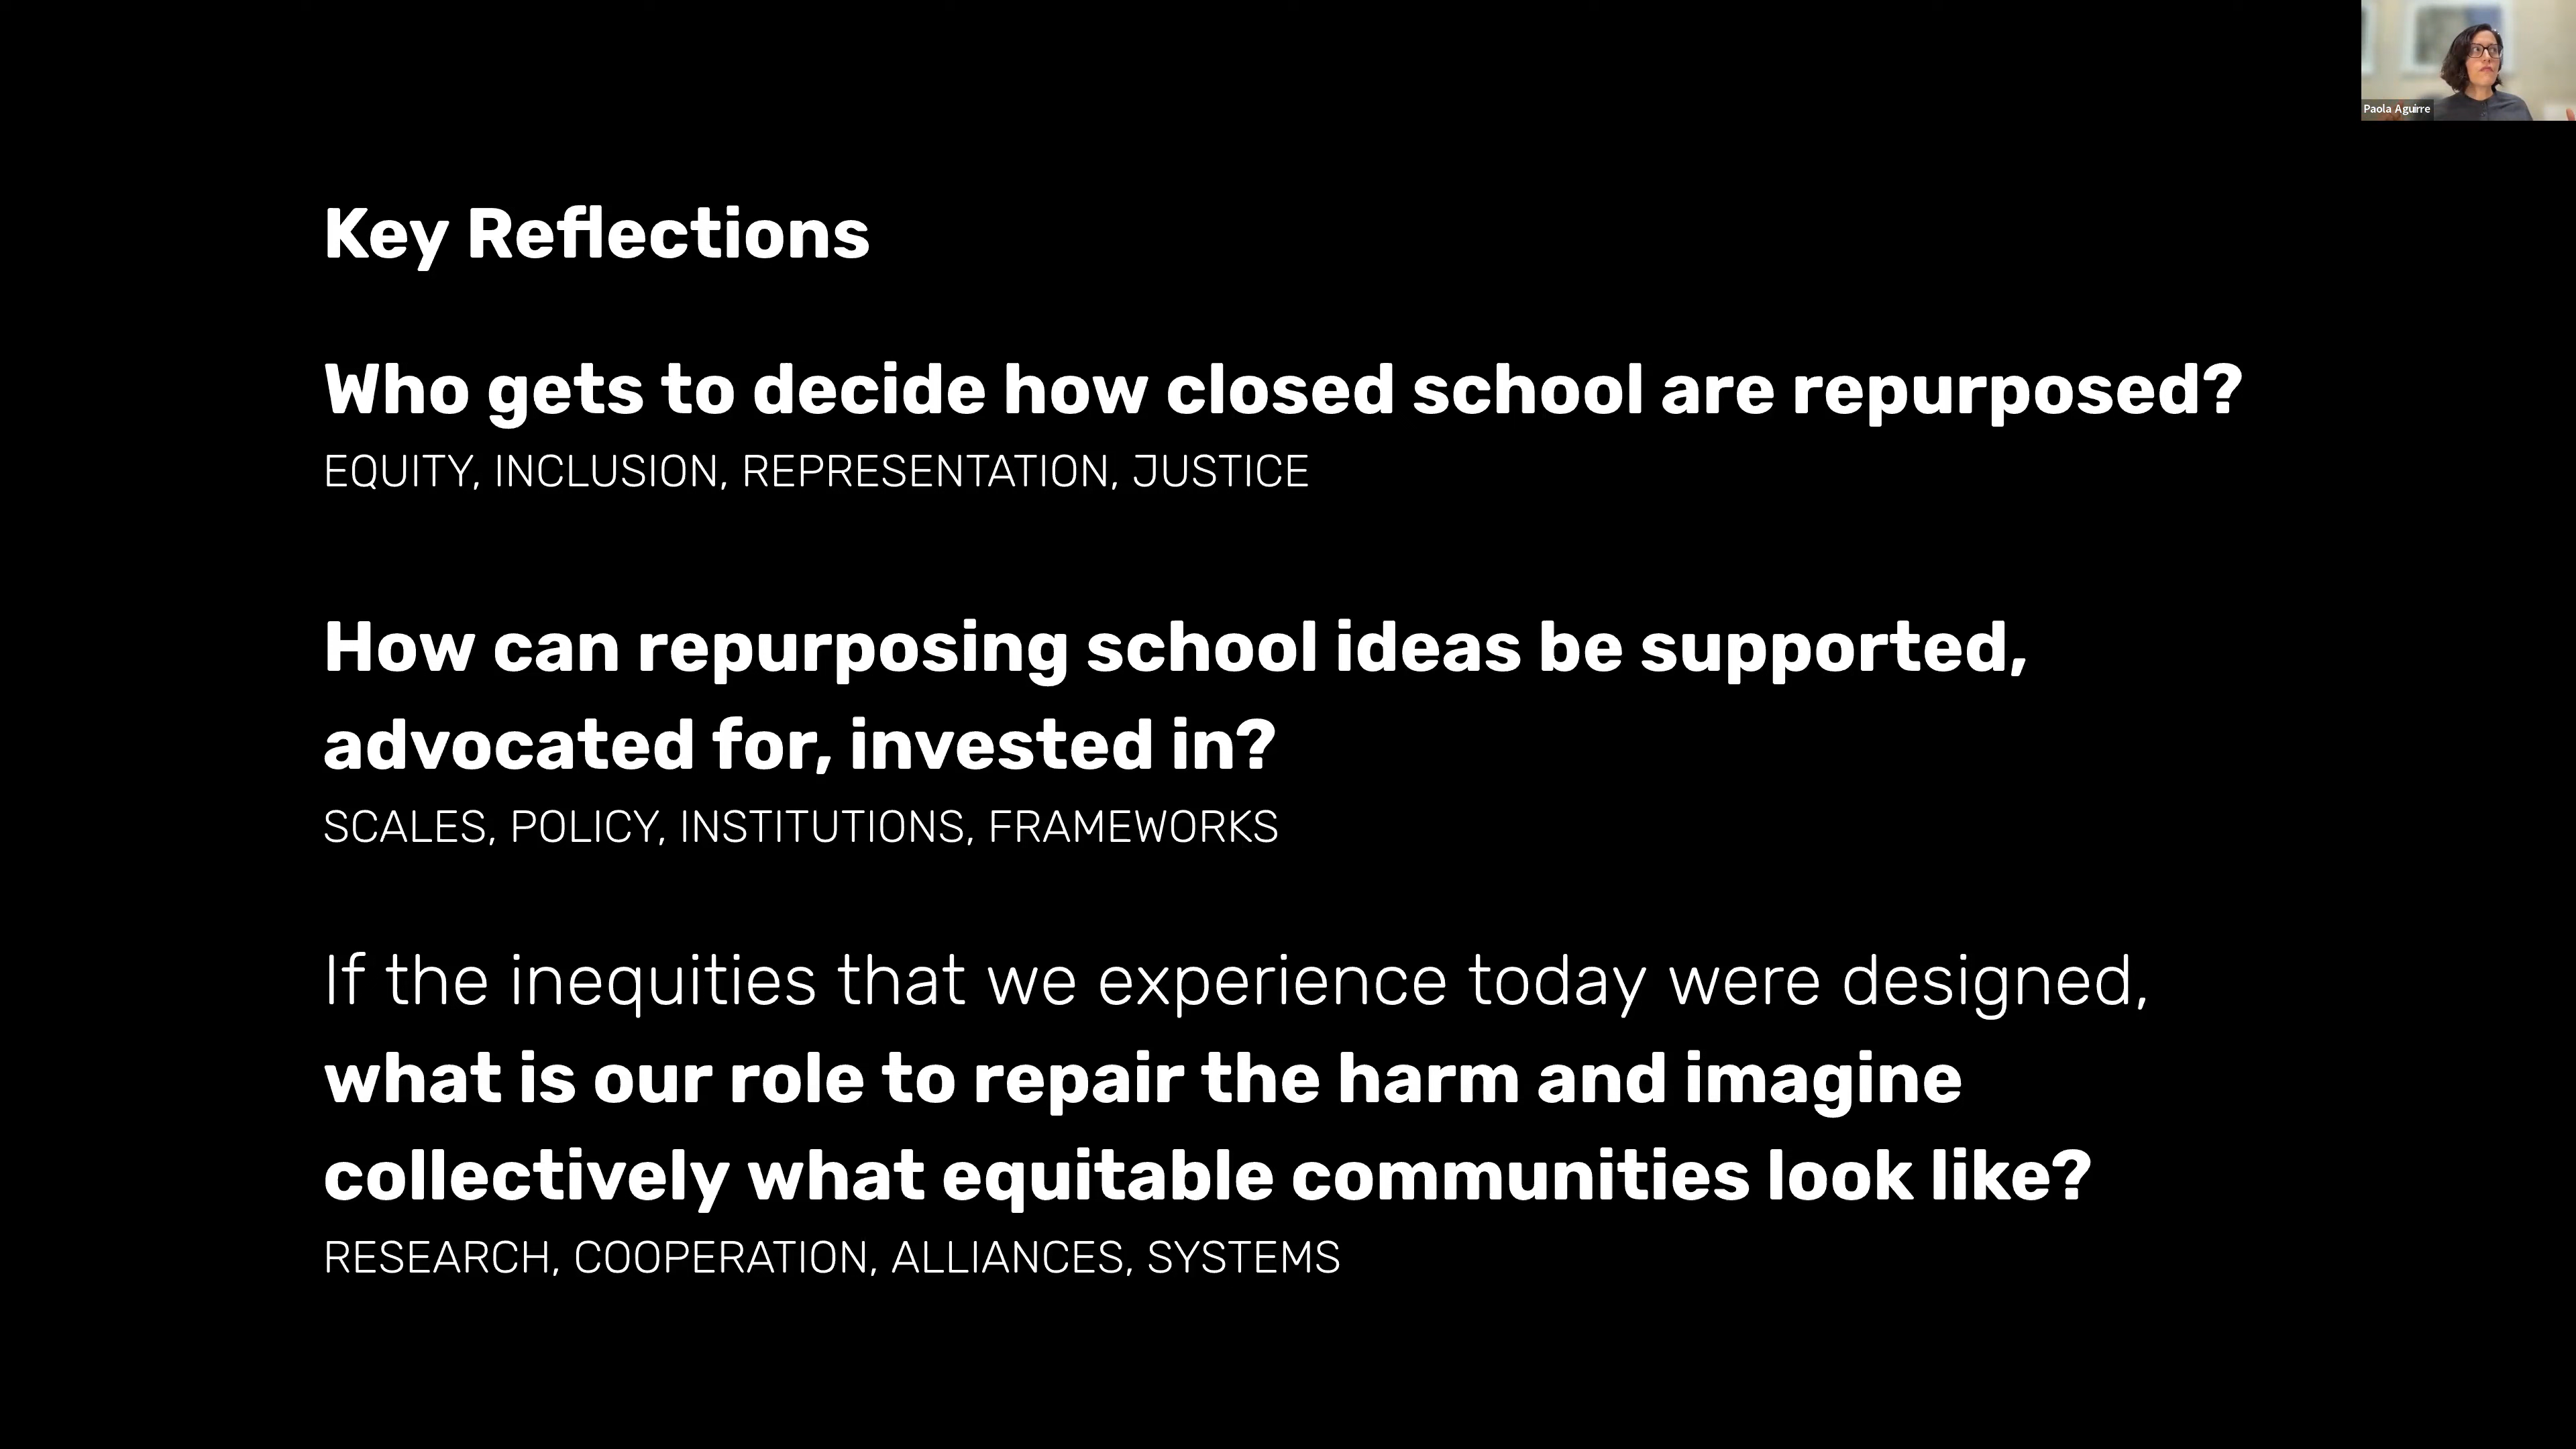 Paola Aguirre
Key Reflections
Who gets to decide how closed school are repurposed?
EQUITY, INCLUSION, REPRESENTATION, JUSTICE
How can repurposing school ideas be supported,
advocated for, invested in?
SCALES, POLICY, INSTITUTIONS, FRAMEWORKS
If the inequities that we experience today were designed,
what is our role to repair the harm and imagine
collectively what equitable communities look like?
RESEARCH, COOPERATION, ALLIANCES, SYSTEMS